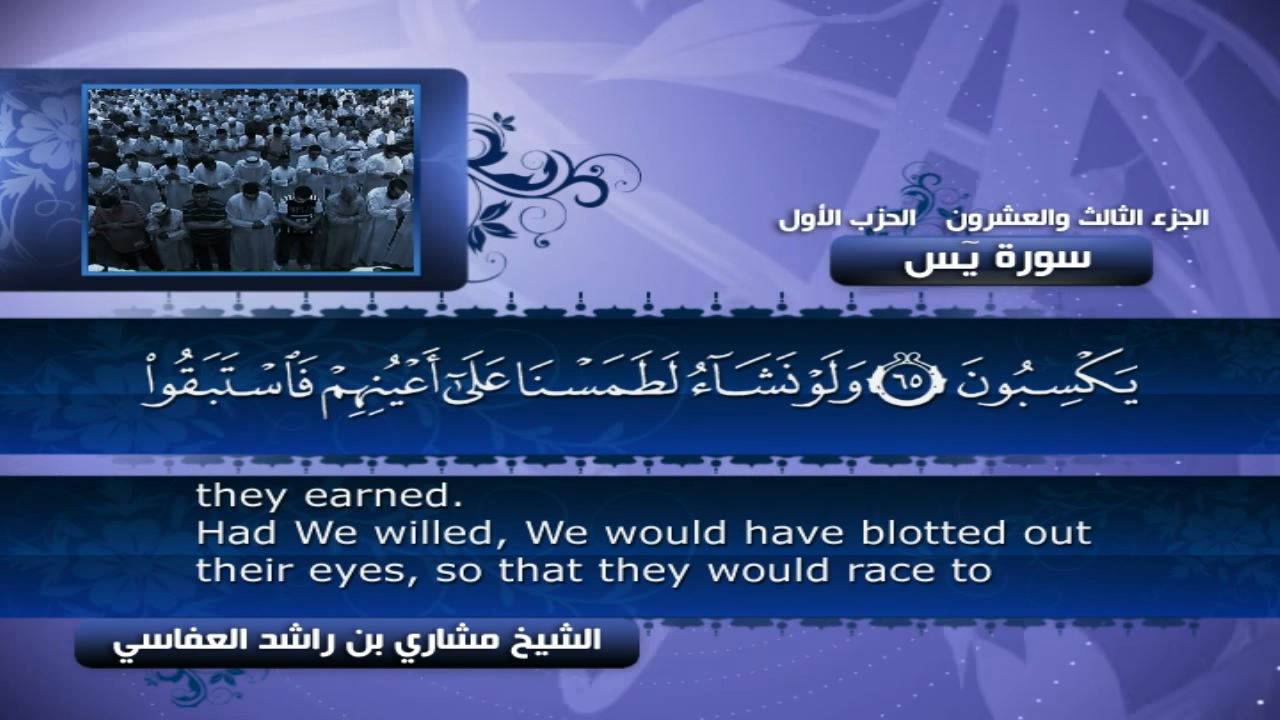 الجزء الثالث والعشرون الحزب الأول
سورة يٓس
يَكْسِبُونَ ٦٥ وَلَوْ نَشَآءُ لَطَمَسْنَا عَلَىٰٓ أَعْيُنِهِمْ فَٱسْتَبَقُوا۟
they earned.
Had We willed, We would have blotted out
their eyes, so that they would race to
الشيخ مشاري بن راشد العفاسي